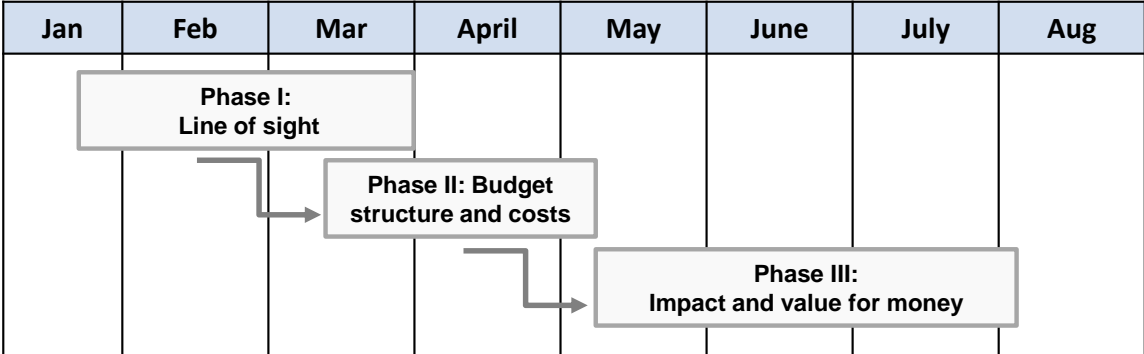 Jan Feb Mar April May June July Aug
Phase I:
Line of sight
Phase II: Budget
structure and costs
Phase III:
Impact and value for money